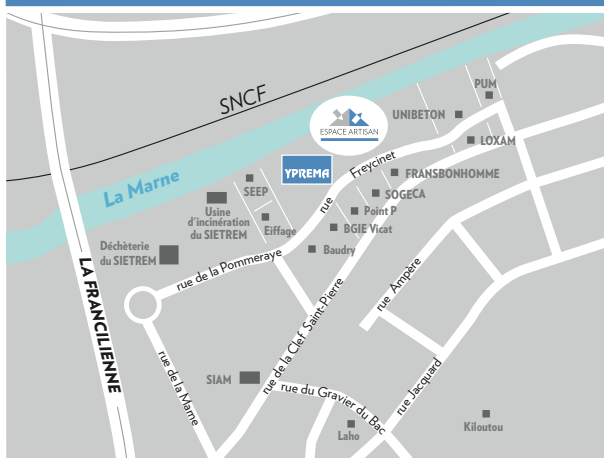 SNCF
PUM
UNIBETON
ESPACE ARTISAN
LOXAM
YPREMA
rue Freycinet
FRANSBONHOMME
La Marne
SEEP
SOGECA
Usine
d'incinération
du SIETREM
Point P
Eiffage
BGIE Vicat
Déchèterie
du SIETREM
Baudry
rue de la Pommeraye
LA FRANCILIENNE
rue Ampère
rue de la Clef Saint-Pierre
rue de la Marne
SIAM
rue du Gravier du Bac
rue Jacquard
Laho
Kiloutou